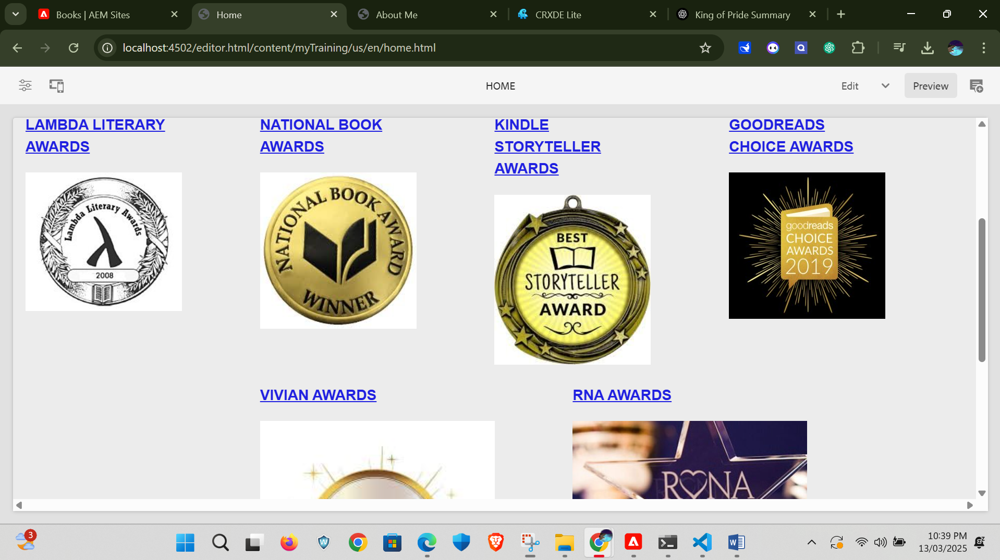 Books | AEM Sites
Home
About Me
CRXDE Lite
King of Pride Summary
localhost:4502/editor.html/content/myTraining/us/en/home.html
HOME
Edit
Preview
LAMBDA LITERARY
AWARDS
NATIONAL BOOK
AWARDS
KINDLE
STORYTELLER
AWARDS
GOODREADS
CHOICE AWARDS
Lambda Literary Awards
2008
NATIONAL BOOK AWARD
WINNER
BEST
STORYTELLER
AWARD
goodreads
CHOICE
AWARDS
2019
VIVIAN AWARDS
RNA AWARDS
RNA
3
10:39 PM
13/03/2025